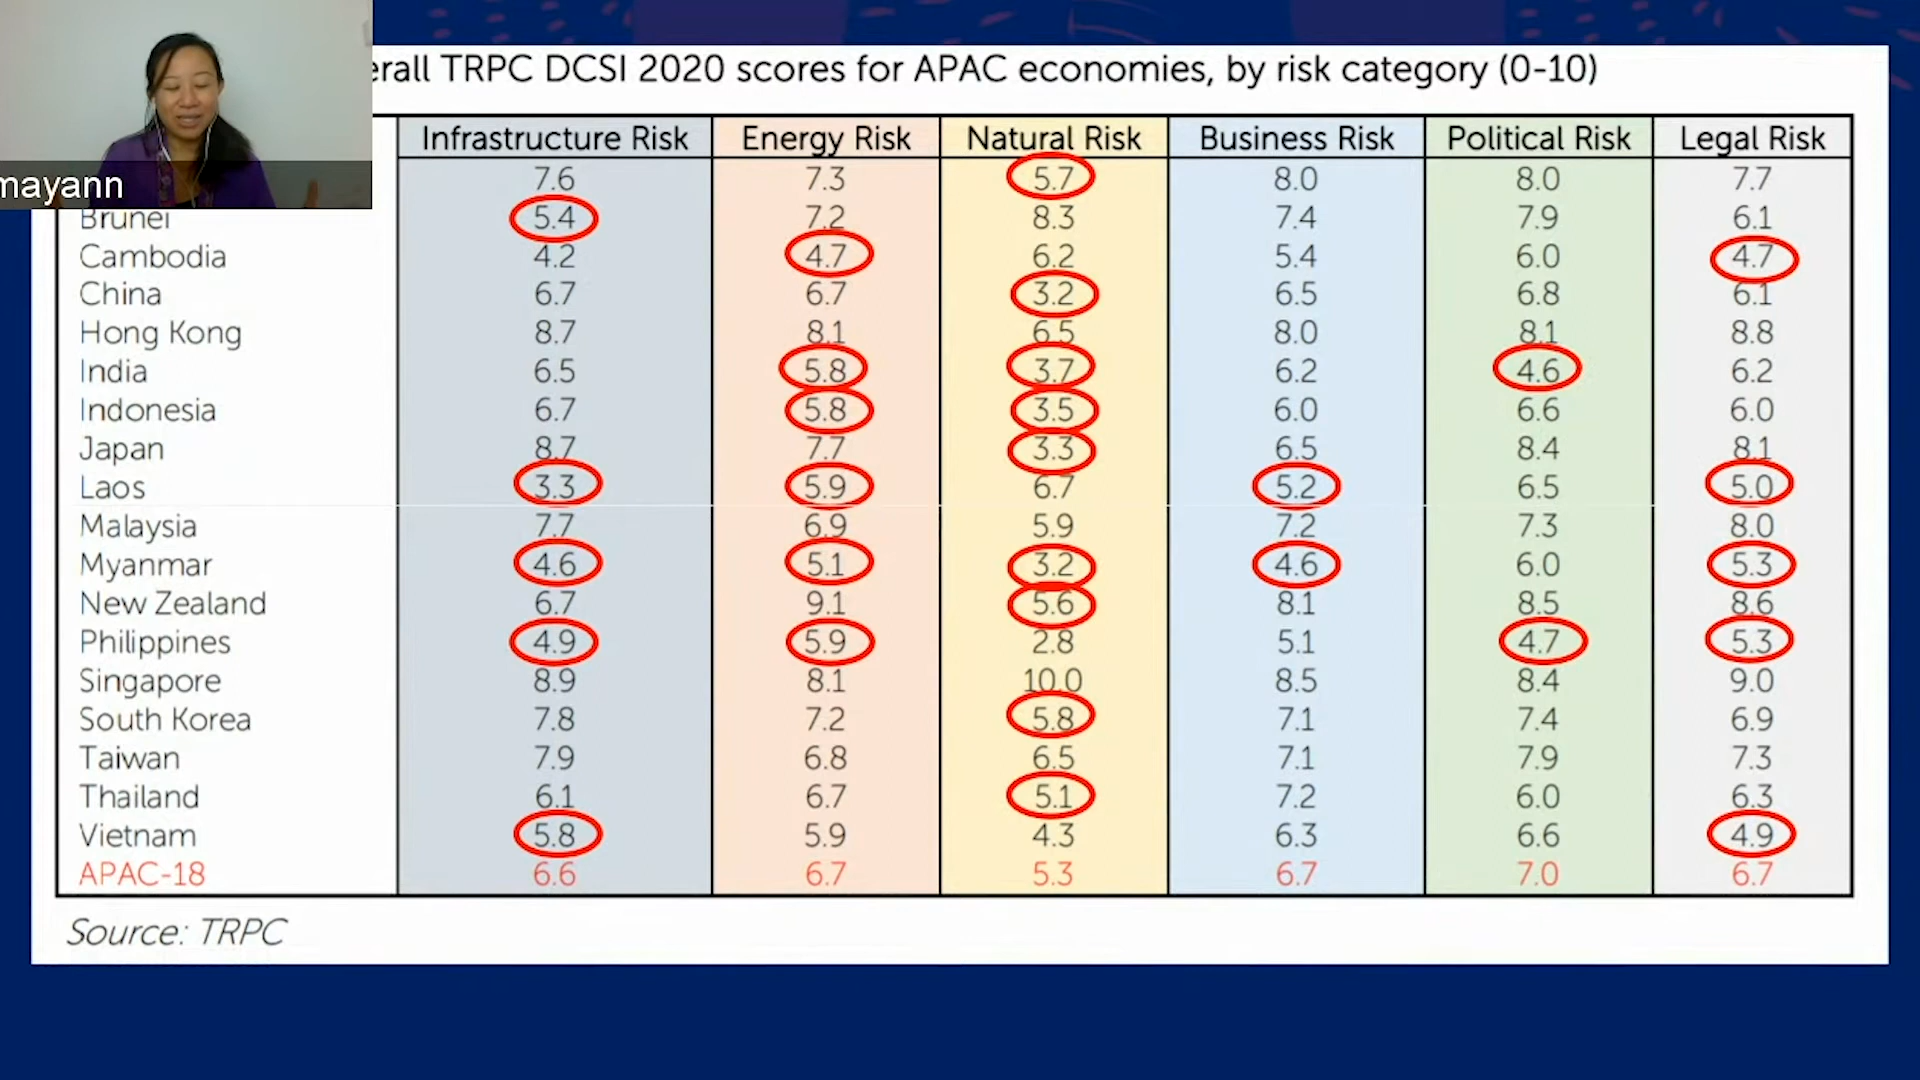 erall TRPC DCSI 2020 scores for APAC economies, by risk category (0-10)
Infrastructure Risk Energy Risk Natural Risk Business Risk Political Risk Legal Risk
mayann 7.6 7.3 5.7 8.0 8.0 7.7
Brunei 5.4 7.2 8.3 7.4 7.9 6.1
Cambodia 4.2 4.7 6.2 5.4 6.0 4.7
China 6.7 6.7 3.2 6.5 6.8 6.1
Hong Kong 8.7 8.1 6.5 8.0 8.1 8.8
India 6.5 5.8 3.7 6.2 4.6 6.2
Indonesia 6.7 5.8 3.5 6.0 6.6 6.0
Japan 8.7 7.7 3.3 6.5 8.4 8.1
Laos 3.3 5.9 6.7 5.2 6.5 5.0
Malaysia 7.7 6.9 5.9 7.2 7.3 8.0
Myanmar 4.6 5.1 3.2 4.6 6.0 5.3
New Zealand 6.7 9.1 5.6 8.1 8.5 8.6
Philippines 4.9 5.9 2.8 5.1 4.7 5.3
Singapore 8.9 8.1 10.0 8.5 8.4 9.0
South Korea 7.8 7.2 5.8 7.1 7.4 6.9
Taiwan 7.9 6.8 6.5 7.1 7.9 7.3
Thailand 6.1 6.7 5.1 7.2 6.0 6.3
Vietnam 5.8 5.9 4.3 6.3 6.6 4.9
APAC-18 6.6 6.7 5.3 6.7 7.0 6.7
Source: TRPC